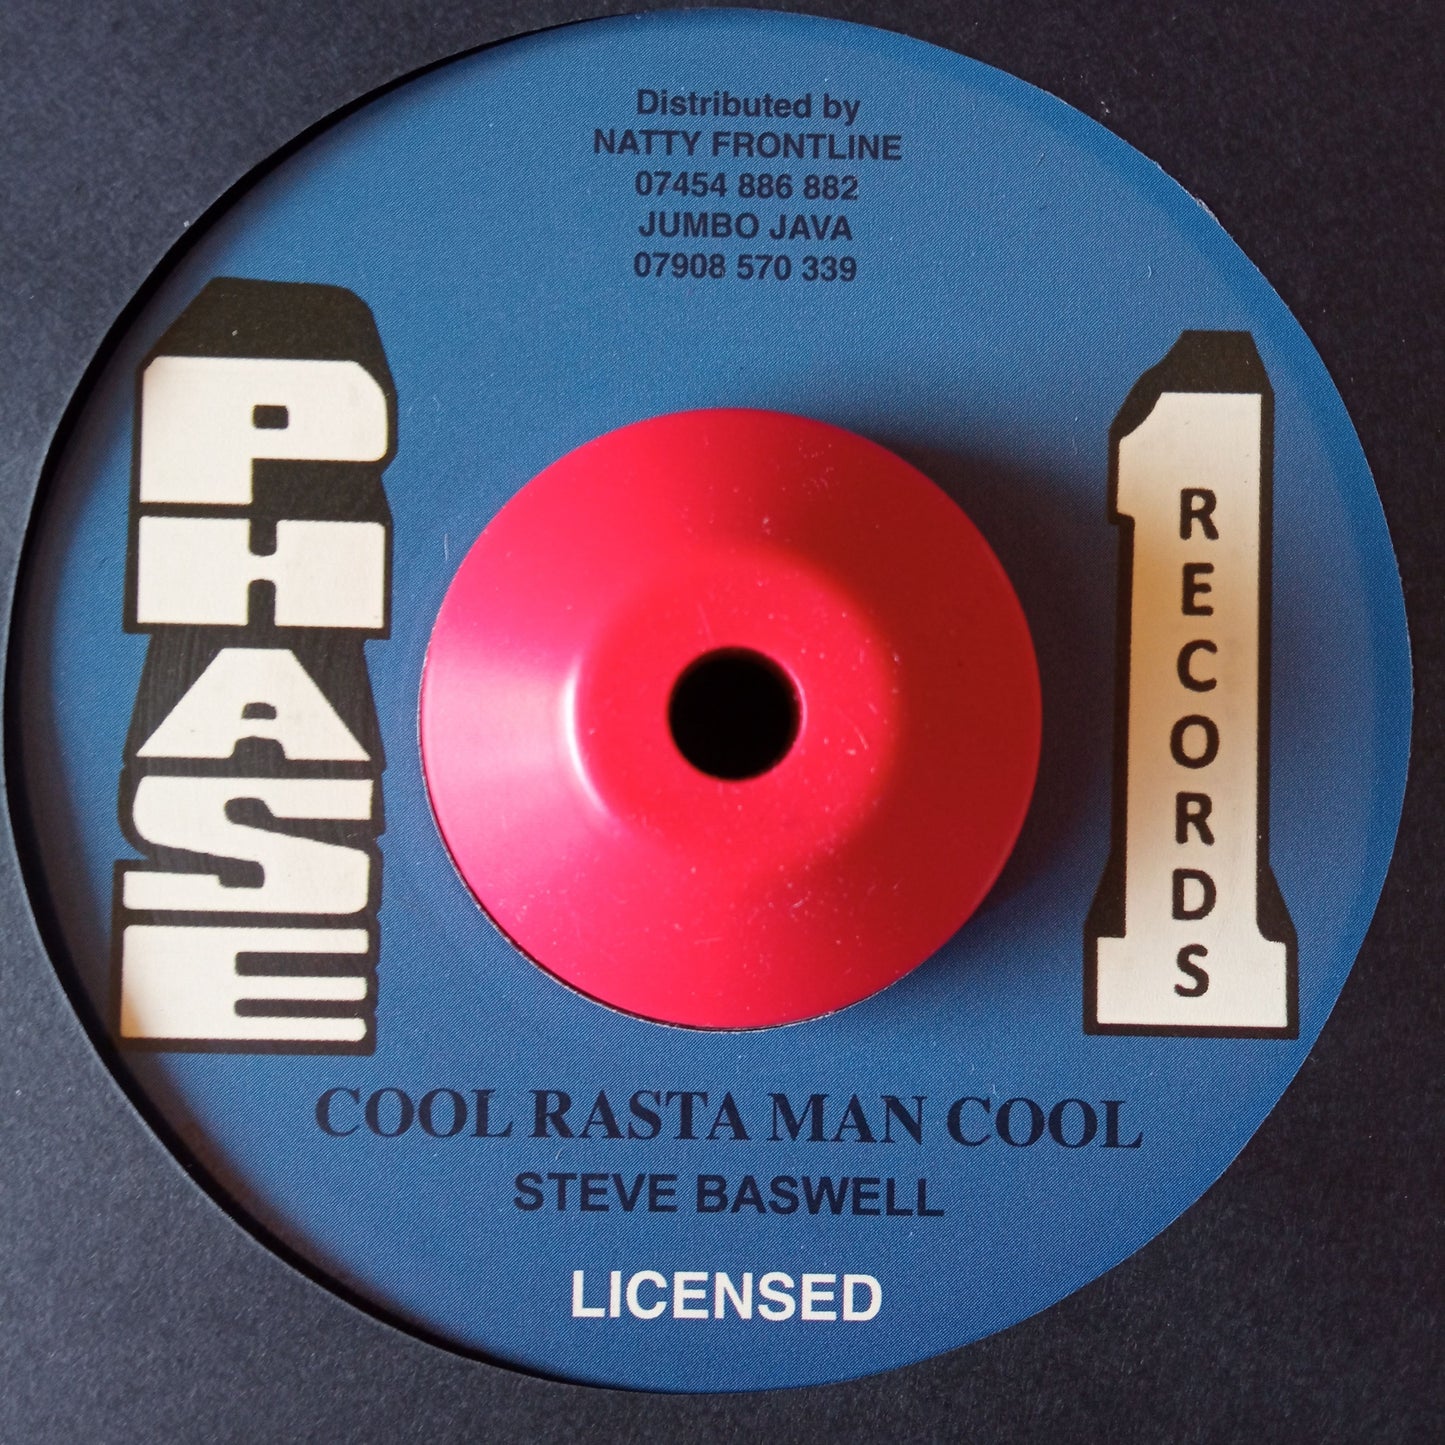 Distributed by
NATTY FRONTLINE
07454 886 882
JUMBO JAVA
07908 570 339
PHASE
1
RECORDS
COOL RASTA MAN COOL
STEVE BASWELL
LICENSED